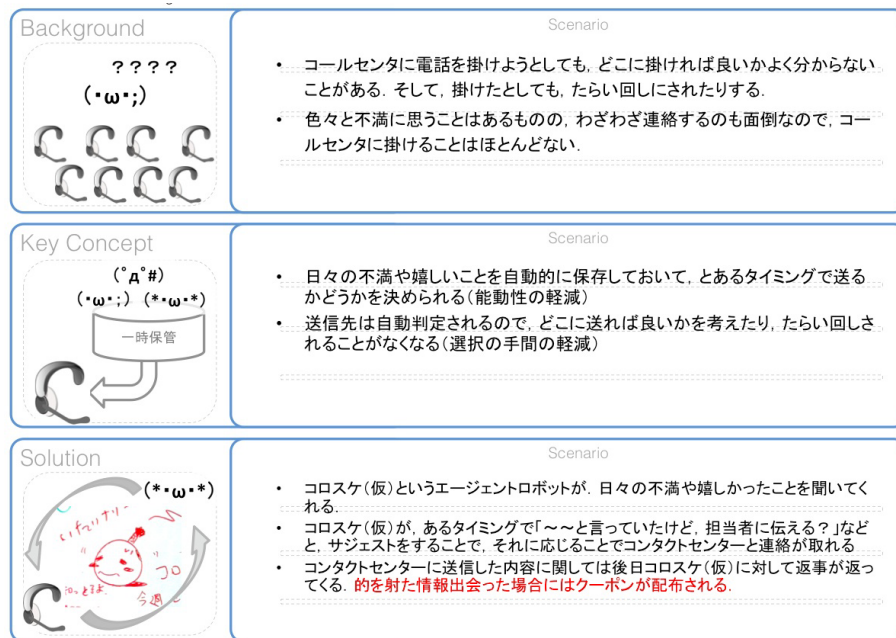 Background
Scenario
????
(･ω･;)
• コールセンタに電話を掛けようとしても，どこに掛ければ良いかよく分からない
ことがある．そして，掛けたとしても，たらい回しにされたりする．
• 色々と不満に思うことはあるものの，わざわざ連絡するのも面倒なので，コー
ルセンタに掛けることはほとんどない．
Key Concept
Scenario
(ﾟдﾟ#)
(･ω･;) (*･ω･*)
一時保管
• 日々の不満や嬉しいことを自動的に保存しておいて，とあるタイミングで送る
かどうかを決められる（能動性の軽減）
• 送信先は自動判定されるので，どこに送れば良いかを考えたり，たらい回しさ
れることがなくなる（選択の手間の軽減）
Solution
Scenario
(*･ω･*)
コロ
今週
• コロスケ（仮）というエージェントロボットが．日々の不満や嬉しかったことを聞いてく
れる．
• コロスケ（仮）が，あるタイミングで「～～と言っていたけど，担当者に伝える？」など
と，サジェストをすることで，それに応じることでコンタクトセンターと連絡が取れる
• コンタクトセンターに送信した内容に関しては後日コロスケ（仮）に対して返事が返っ
てくる．的を射た情報出会った場合にはクーポンが配布される．